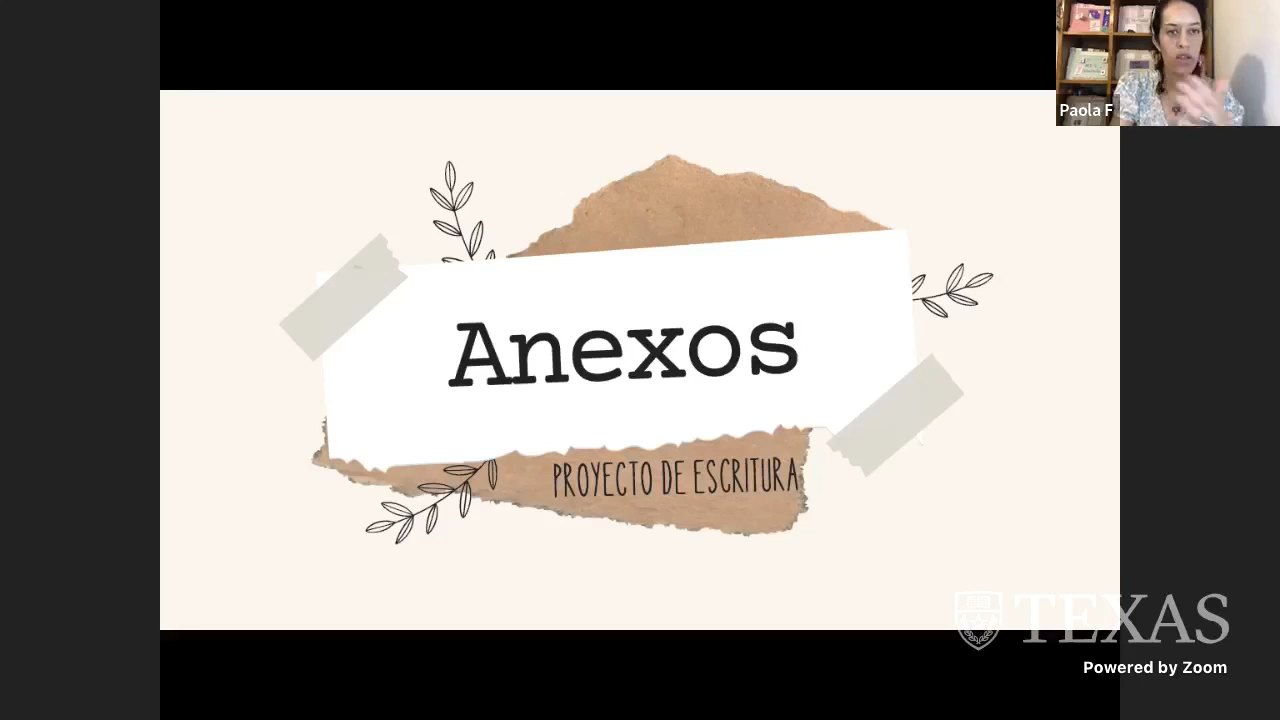 Paola F
Anexos
PROYECTO DE ESCRITURA
TEXAS
Powered by Zoom